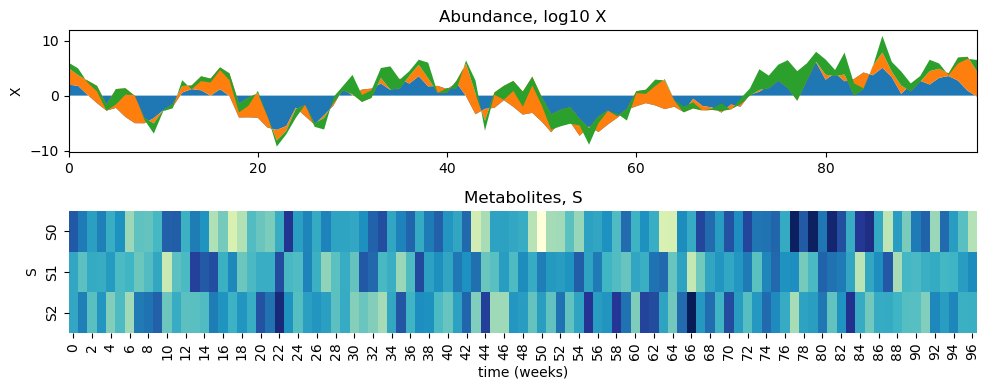 Abundance, log10 X
X
10
0
−10
0 20 40 60 80
Metabolites, S
S
S0
S1
S2
0 2 4 6 8 10 12 14 16 18 20 22 24 26 28 30 32 34 36 38 40 42 44 46 48 50 52 54 56 58 60 62 64 66 68 70 72 74 76 78 80 82 84 86 88 90 92 94 96
time (weeks)